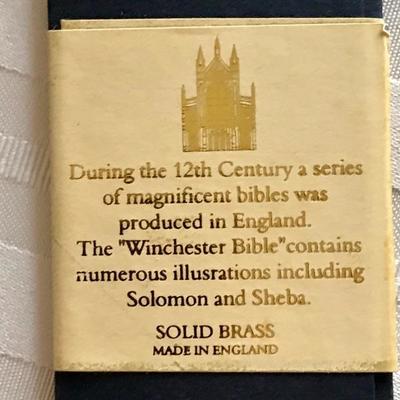 During the 12th Century a series
of magnificent bibles was
produced in England.
The "Winchester Bible"contains
numerous illusrations including
Solomon and Sheba.
SOLID BRASS
MADE IN ENGLAND